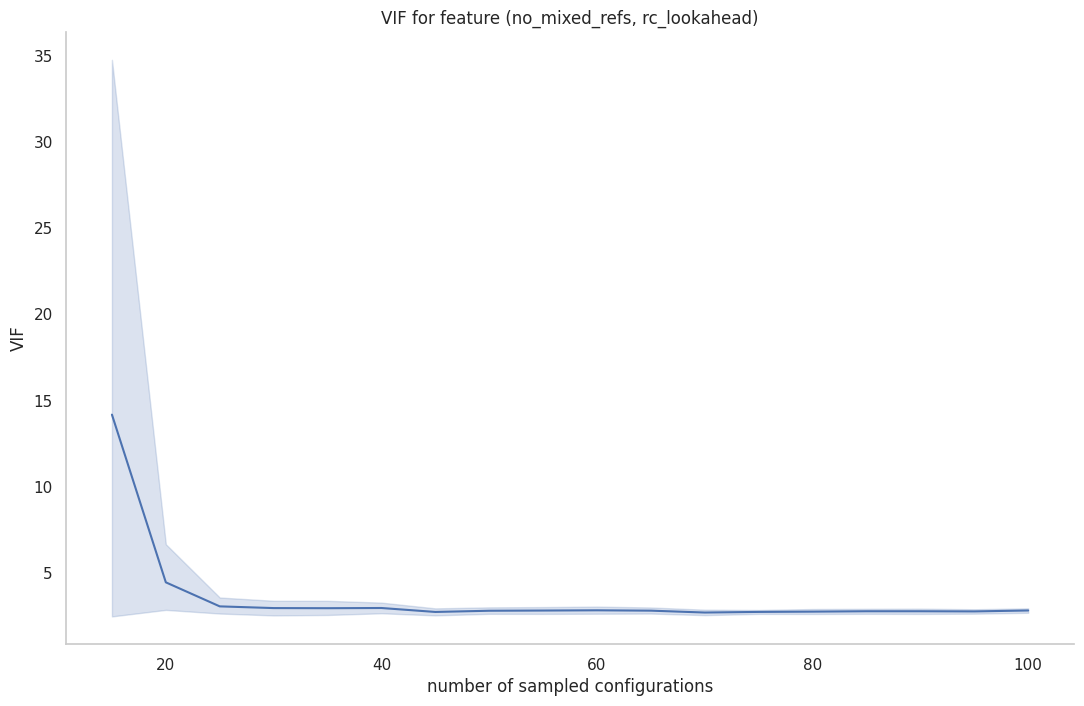 VIF for feature (no_mixed_refs, rc_lookahead)
35
30
25
20
15
10
5
VIF
20 40 60 80 100
number of sampled configurations